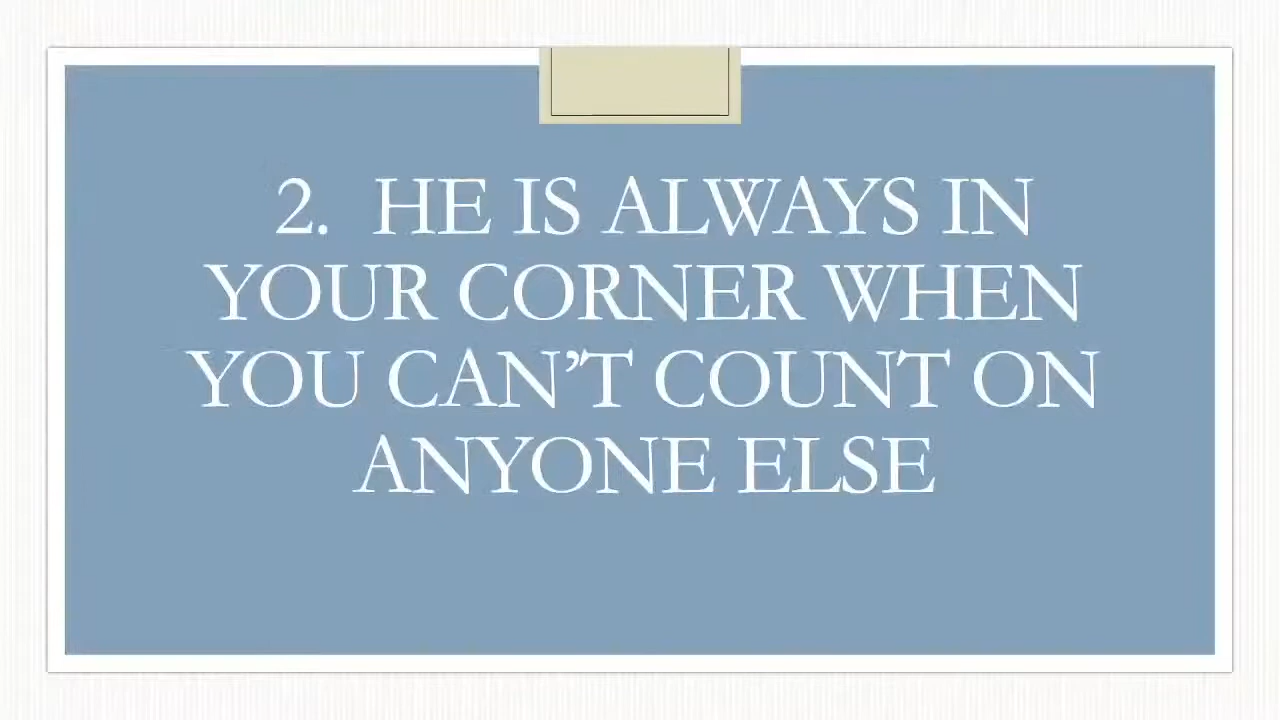 2. HE IS ALWAYS IN
YOUR CORNER WHEN
YOU CAN’T COUNT ON
ANYONE ELSE